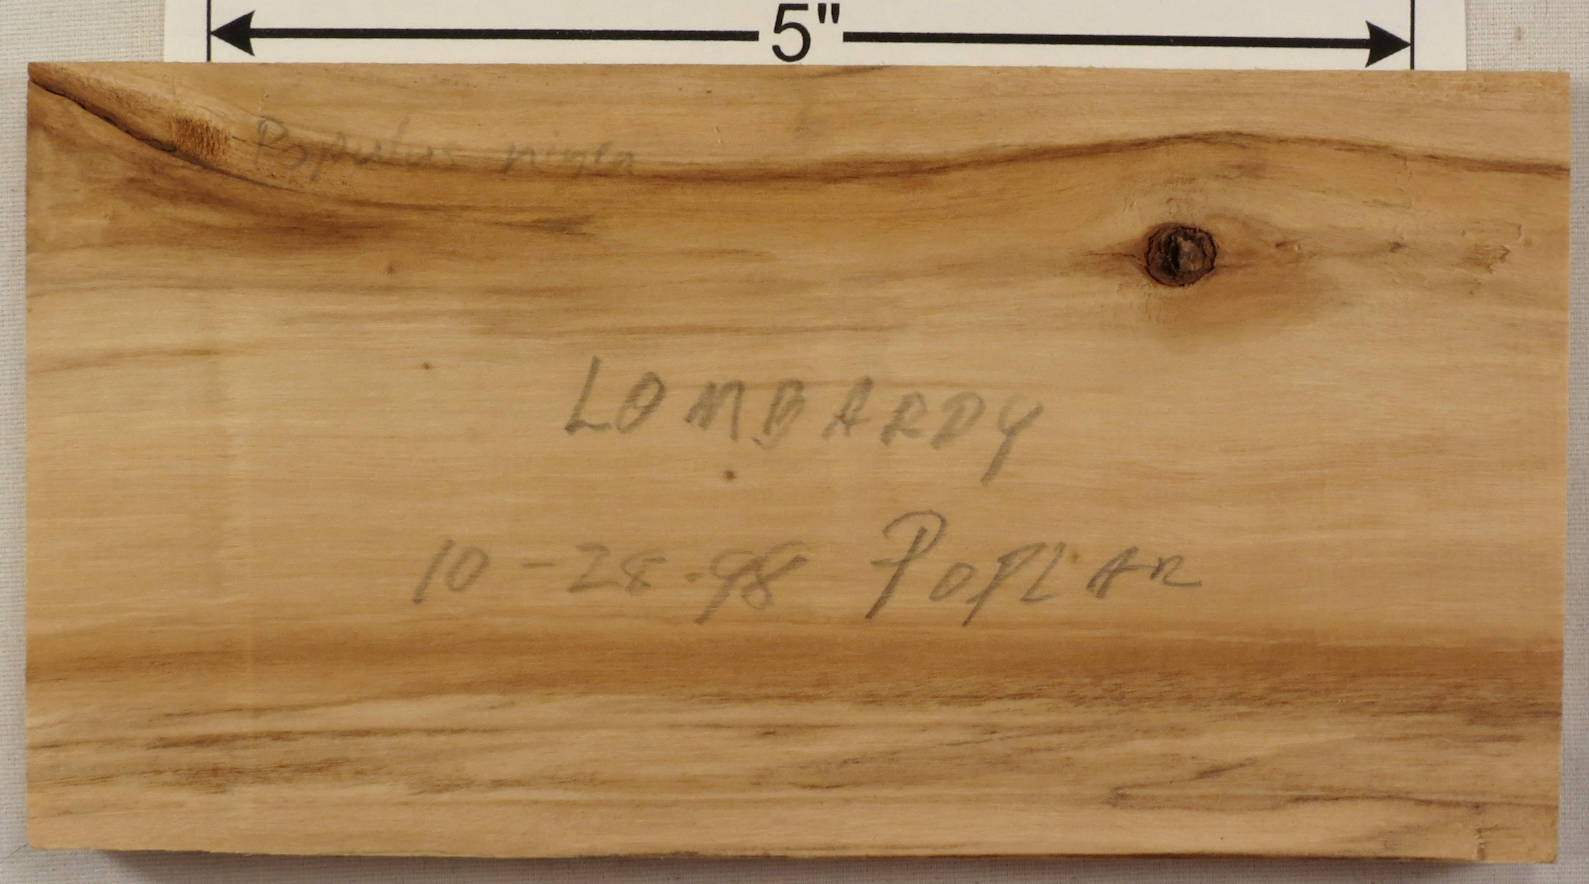 5"
Populus nigra
LOMBARDY
10-28-98 POPLAR